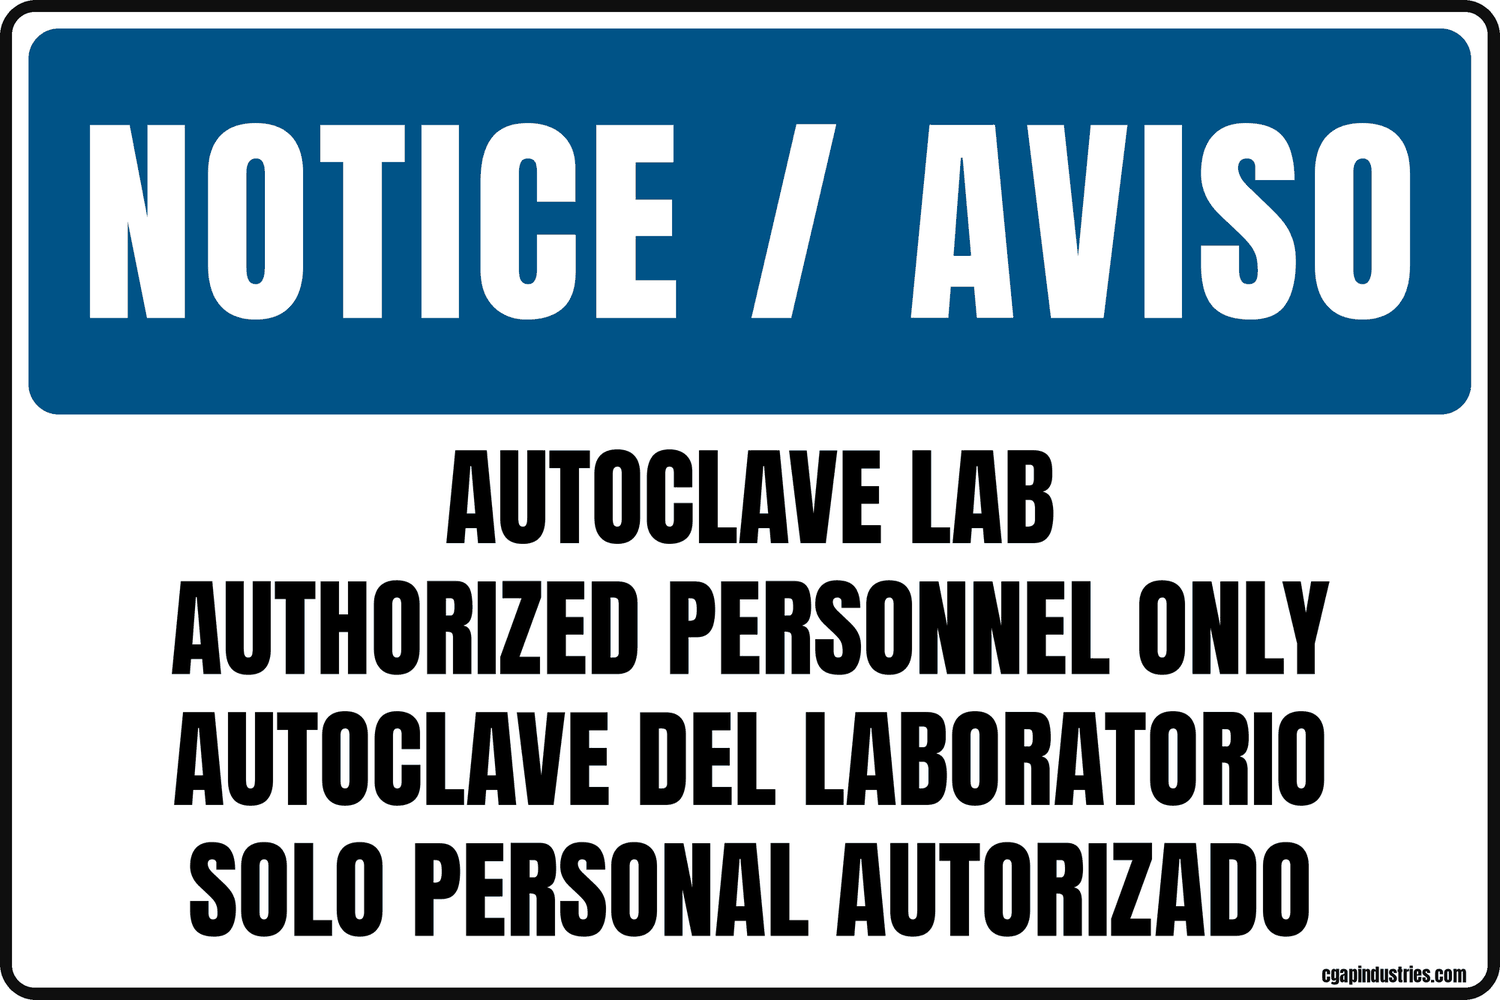 NOTICE / AVISO
AUTOCLAVE LAB
AUTHORIZED PERSONNEL ONLY
AUTOCLAVE DEL LABORATORIO
SOLO PERSONAL AUTORIZADO
cgapindustries.com